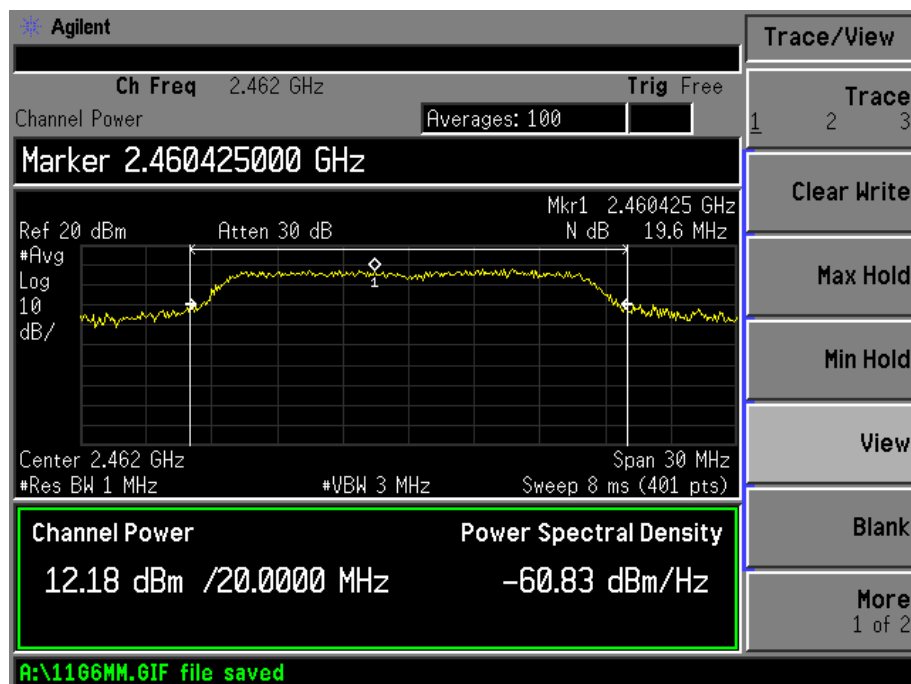 Agilent
Ch Freq 2.462 GHz Trig Free
Channel Power Averages: 100
Marker 2.460425000 GHz
Mkr1 2.460425 GHz
Ref 20 dBm Atten 30 dB N dB 19.6 MHz
#Avg
Log
10
dB/
1
Center 2.462 GHz Span 30 MHz
#Res BW 1 MHz #VBW 3 MHz Sweep 8 ms (401 pts)
Channel Power Power Spectral Density
12.18 dBm /20.0000 MHz -60.83 dBm/Hz
A:\11G6MM.GIF file saved
Trace/View
Trace
1 2 3
Clear Write
Max Hold
Min Hold
View
Blank
More
1 of 2